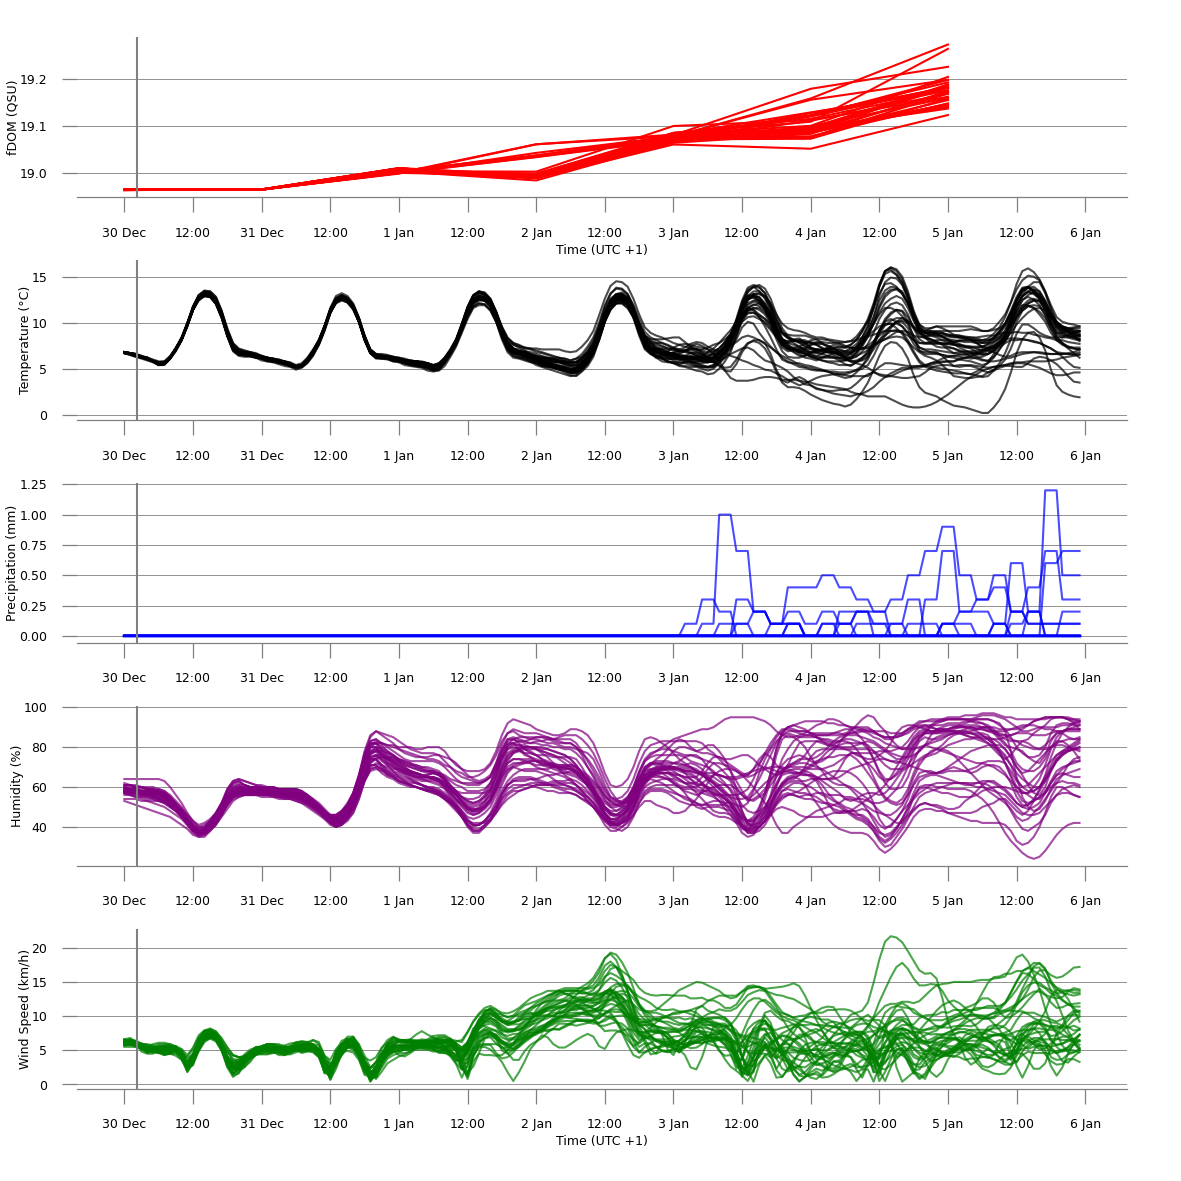 fDOM (QSU)
19.2
19.1
19.0
30 Dec 12:00 31 Dec 12:00 1 Jan 12:00 2 Jan 12:00 3 Jan 12:00 4 Jan 12:00 5 Jan 12:00 6 Jan
Time (UTC +1)
Temperature (°C)
15
10
5
0
30 Dec 12:00 31 Dec 12:00 1 Jan 12:00 2 Jan 12:00 3 Jan 12:00 4 Jan 12:00 5 Jan 12:00 6 Jan
Precipitation (mm)
1.25
1.00
0.75
0.50
0.25
0.00
30 Dec 12:00 31 Dec 12:00 1 Jan 12:00 2 Jan 12:00 3 Jan 12:00 4 Jan 12:00 5 Jan 12:00 6 Jan
Humidity (%)
100
80
60
40
30 Dec 12:00 31 Dec 12:00 1 Jan 12:00 2 Jan 12:00 3 Jan 12:00 4 Jan 12:00 5 Jan 12:00 6 Jan
Wind Speed (km/h)
20
15
10
5
0
30 Dec 12:00 31 Dec 12:00 1 Jan 12:00 2 Jan 12:00 3 Jan 12:00 4 Jan 12:00 5 Jan 12:00 6 Jan
Time (UTC +1)